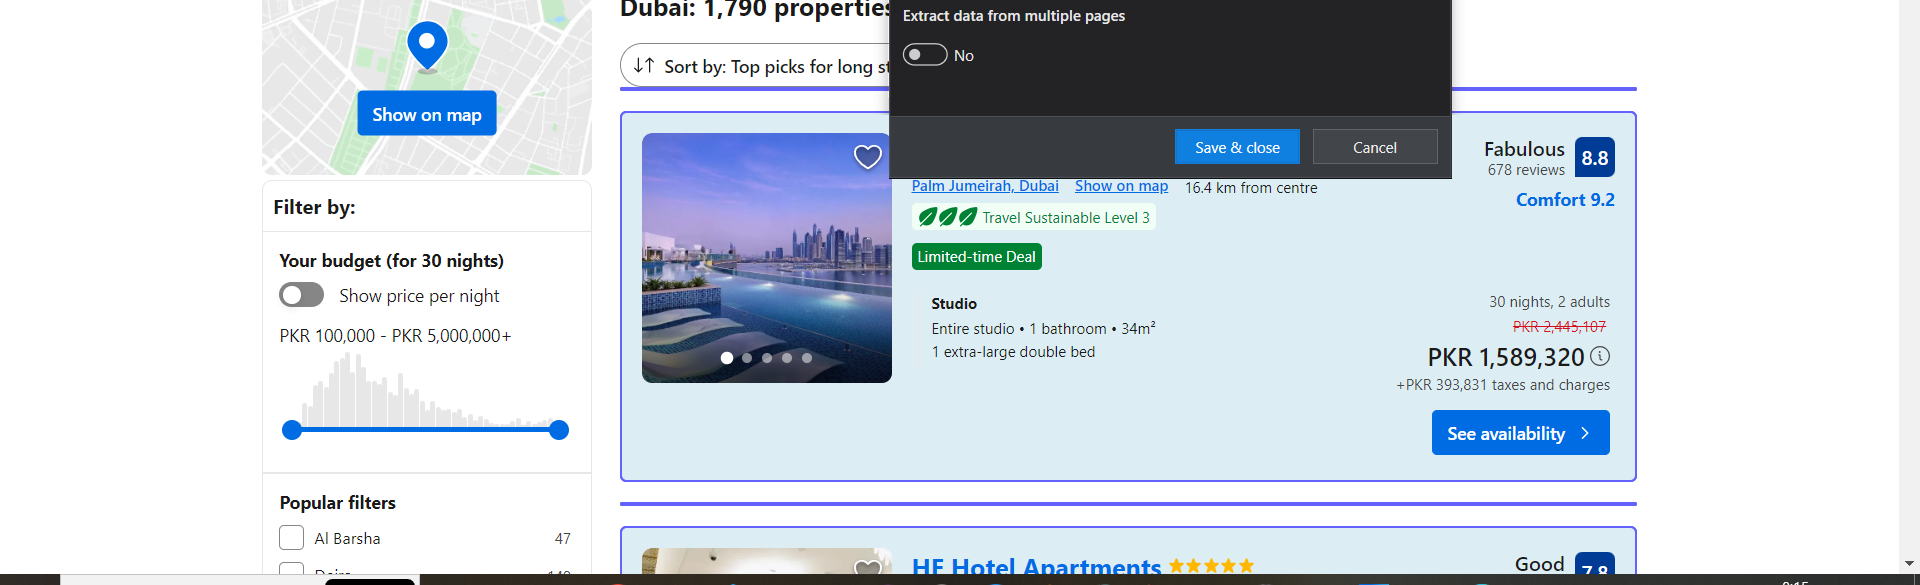 Dubai: 1,790 properties
Extract data from multiple pages
No
Sort by: Top picks for long
Save & close
Cancel
Show on map
Filter by:
Your budget (for 30 nights)
Show price per night
PKR 100,000 - PKR 5,000,000+
Popular filters
Al Barsha 47
Fabulous
678 reviews
8.8
Comfort 9.2
Palm Jumeirah, Dubai Show on map 16.4 km from centre
Travel Sustainable Level 3
Limited-time Deal
Studio
Entire studio • 1 bathroom • 34m²
1 extra-large double bed
30 nights, 2 adults
PKR 2,445,107
PKR 1,589,320
+PKR 393,831 taxes and charges
See availability
HF Hotel Apartments
Good
7.8